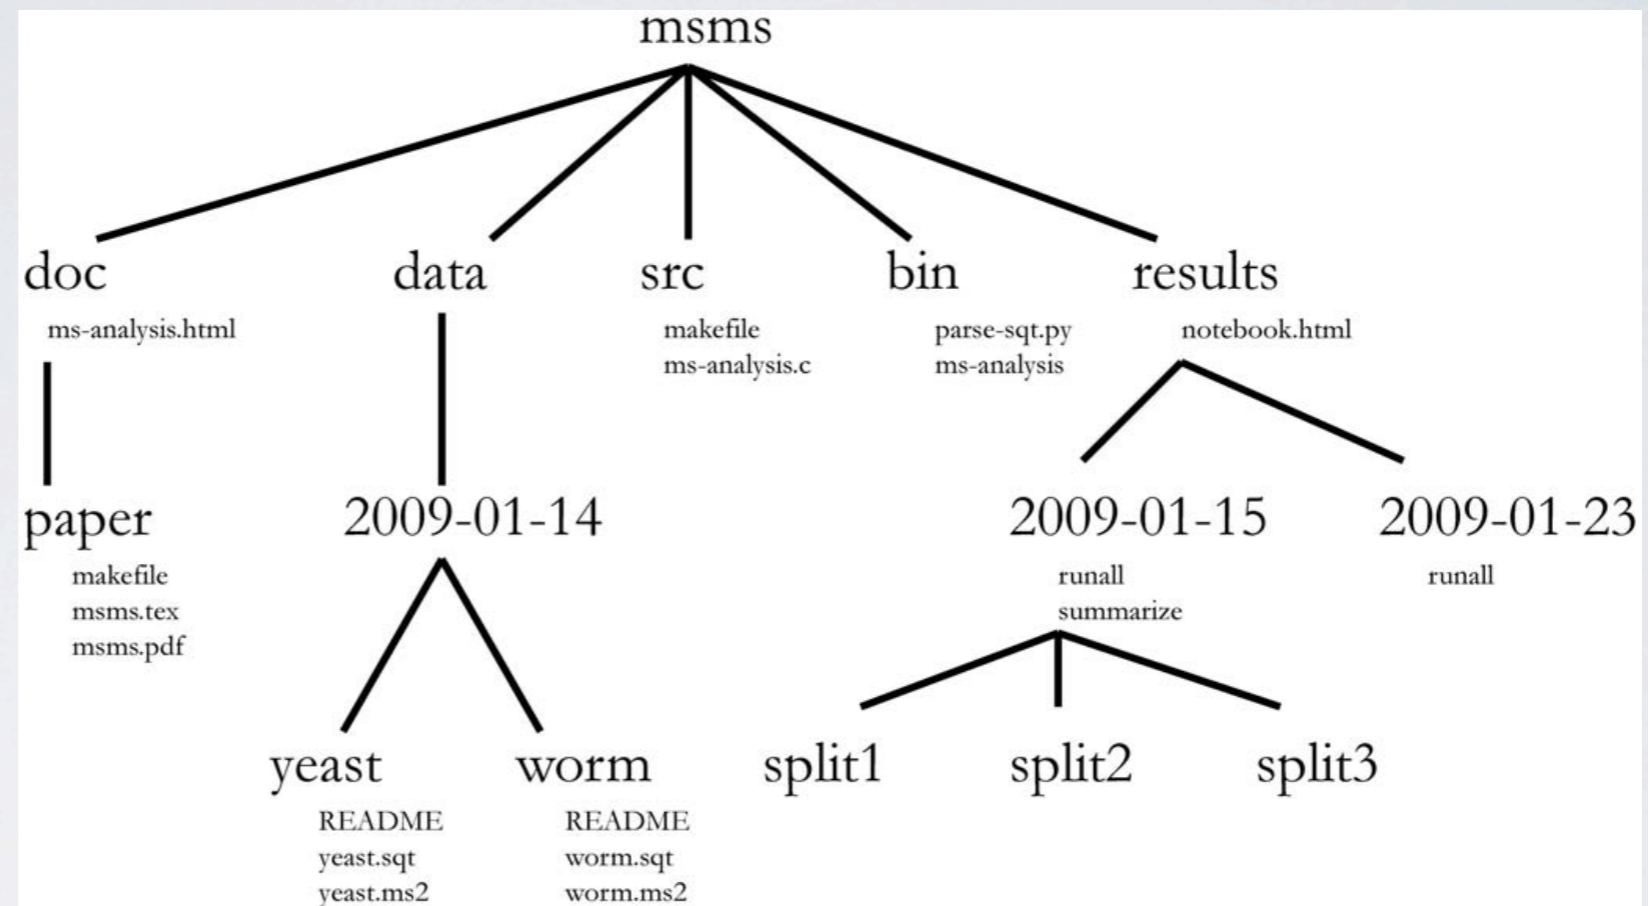 msms
doc
data
src
bin
results
ms-analysis.html
makefile
ms-analysis.c
parse-sqt.py
ms-analysis
notebook.html
paper
makefile
msms.tex
msms.pdf
2009-01-14
2009-01-15
runall
summarize
2009-01-23
runall
yeast
README
yeast.sqt
yeast.ms2
worm
README
worm.sqt
worm.ms2
split1
split2
split3